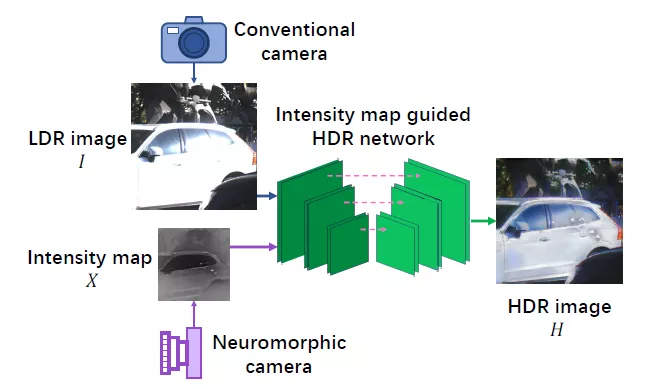 Conventional
camera
LDR image
I
Intensity map guided
HDR network
Intensity map
X
HDR image
H
Neuromorphic
camera